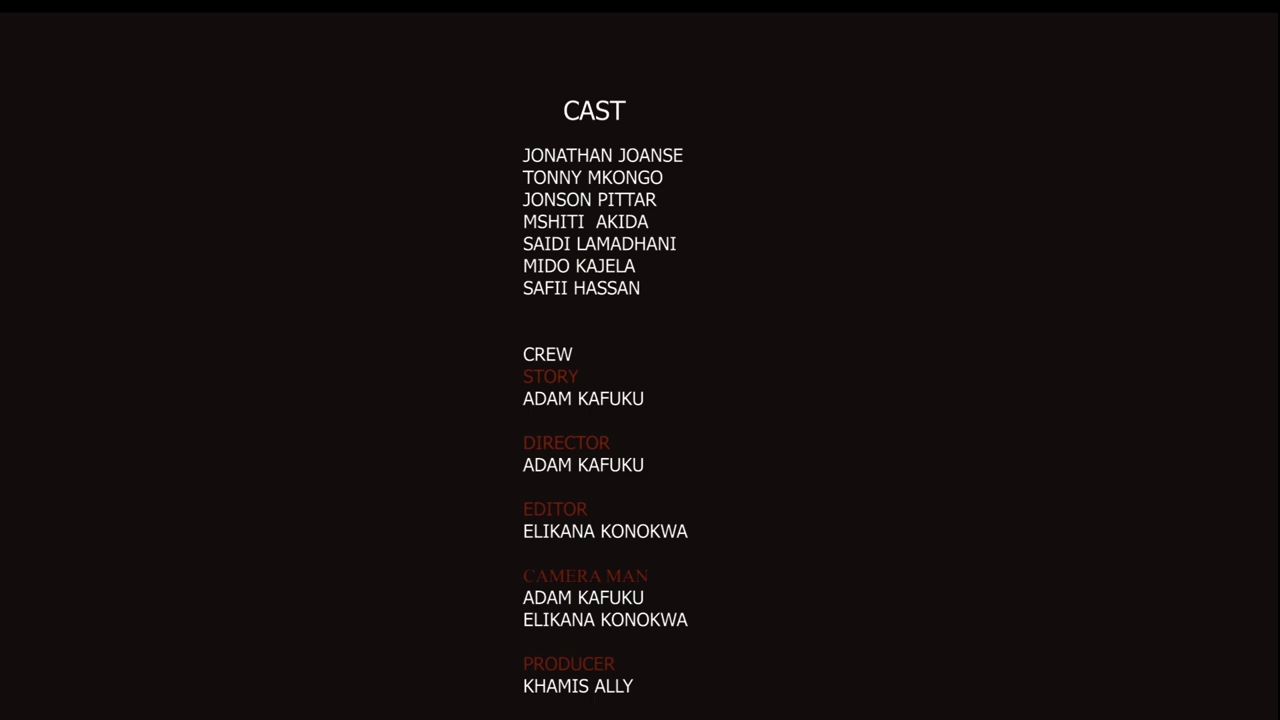 CAST
JONATHAN JOANSE
TONNY MKONGO
JONSON PITTAR
MSHITI  AKIDA
SAIDI LAMADHANI
MIDO KAJELA
SAFII HASSAN
CREW
STORY
ADAM KAFUKU
DIRECTOR
ADAM KAFUKU
EDITOR
ELIKANA KONOKWA
CAMERA MAN
ADAM KAFUKU
ELIKANA KONOKWA
PRODUCER
KHAMIS ALLY